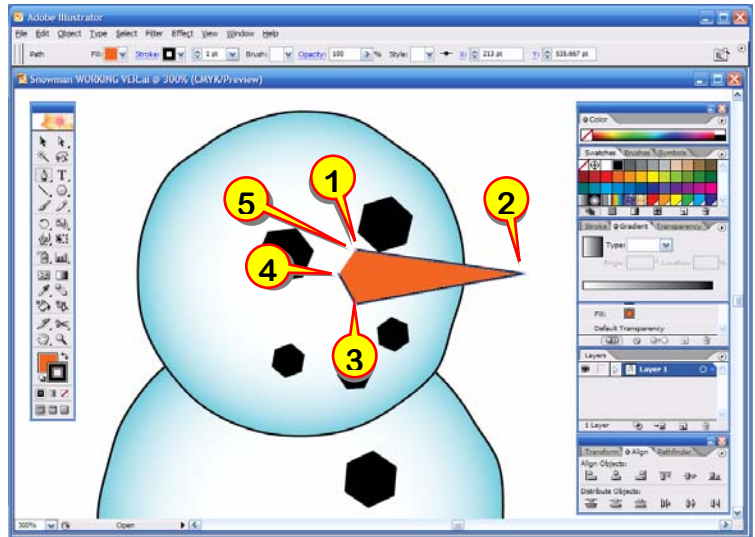 Adobe Illustrator
File Edit Object Type Select Filter Effect View Window Help
Path Fill: Stroke: 1 pt Brush: Opacity: 100 % Style: X: 213 pt Y: 535.667 pt
Snowman WORKING VER.ai @ 300% (CMYK/Preview)
Color
Swatches Brushes Symbols
1
5
2
4
3
Stroke Gradient Transparency
Type:
Angle: Location: %
Fill:
Default Transparency
Layers
Layer 1
1 Layer
Transform Align Pathfinder
Align Objects:
Distribute Objects:
300% Open